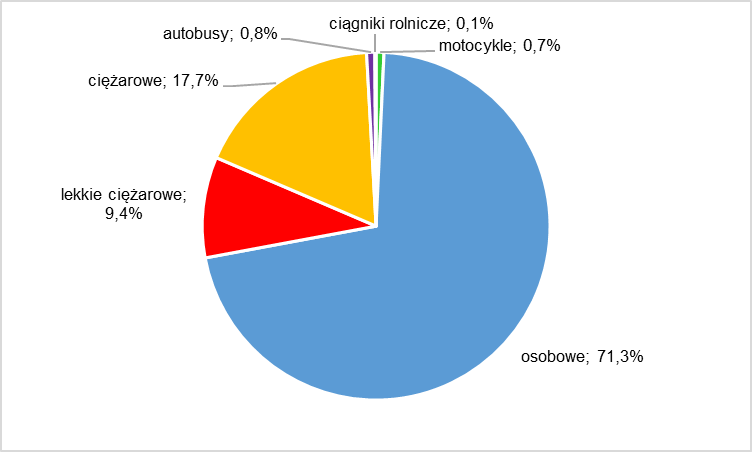 ciągniki rolnicze; 0,1%
autobusy; 0,8%
motocykle; 0,7%
ciężarowe; 17,7%
lekkie ciężarowe;
9,4%
osobowe; 71,3%